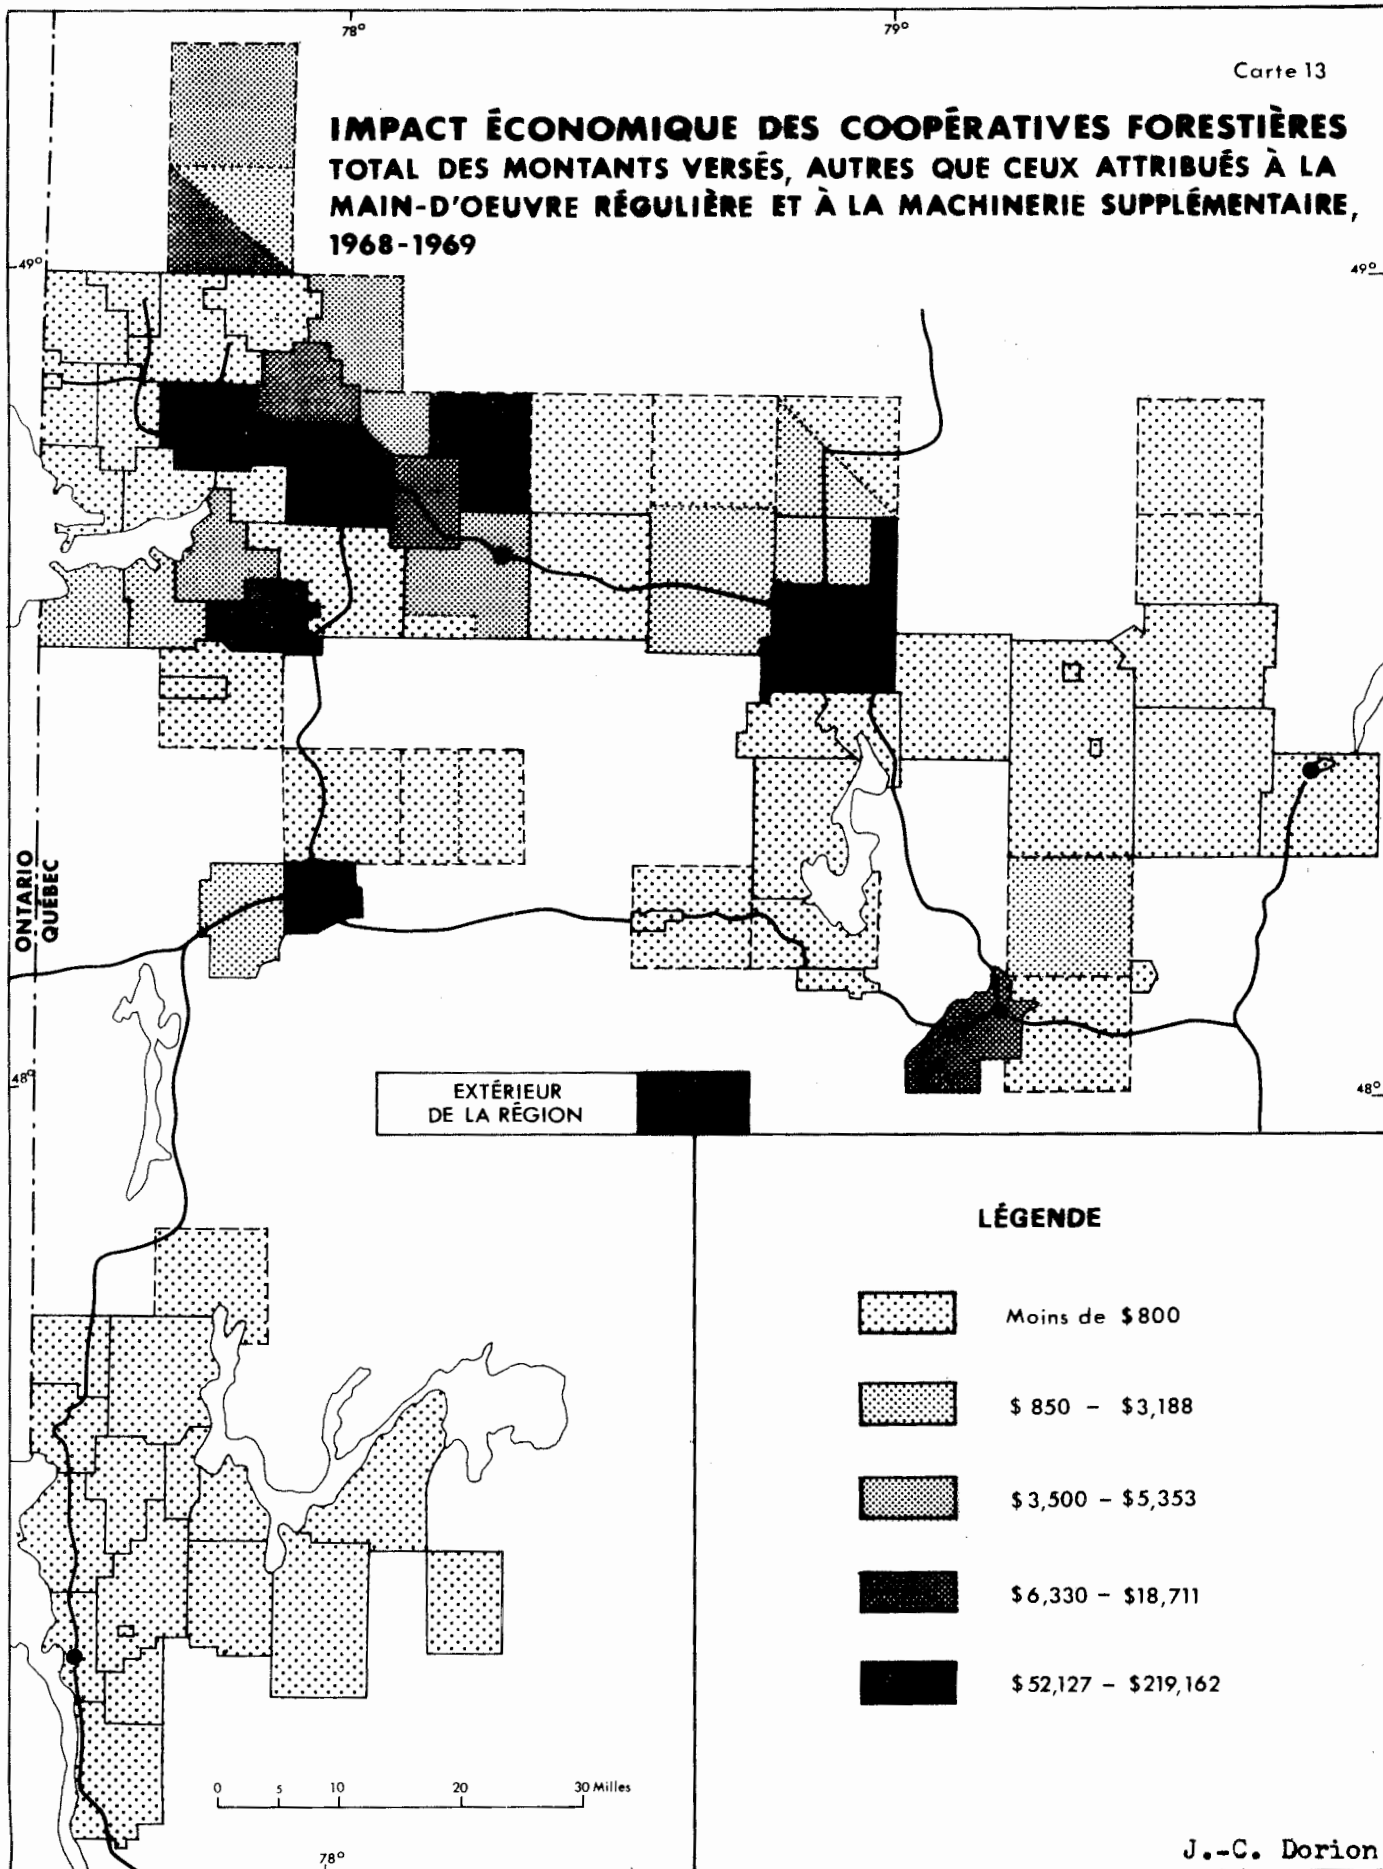 78°
79°
Carte 13
IMPACT ÉCONOMIQUE DES COOPÉRATIVES FORESTIÈRES
TOTAL DES MONTANTS VERSÉS, AUTRES QUE CEUX ATTRIBUÉS À LA
MAIN-D'OEUVRE RÉGULIÈRE ET À LA MACHINERIE SUPPLÉMENTAIRE,
1968-1969
49°
49°
ONTARIO
QUÉBEC
48°
48°
EXTÉRIEUR
DE LA RÉGION
LÉGENDE
Moins de $800
$ 850 - $3,188
$3,500 - $5,353
$6,330 - $18,711
$52,127 - $219,162
0 5 10 20 30 Milles
78°
J.-C. Dorion